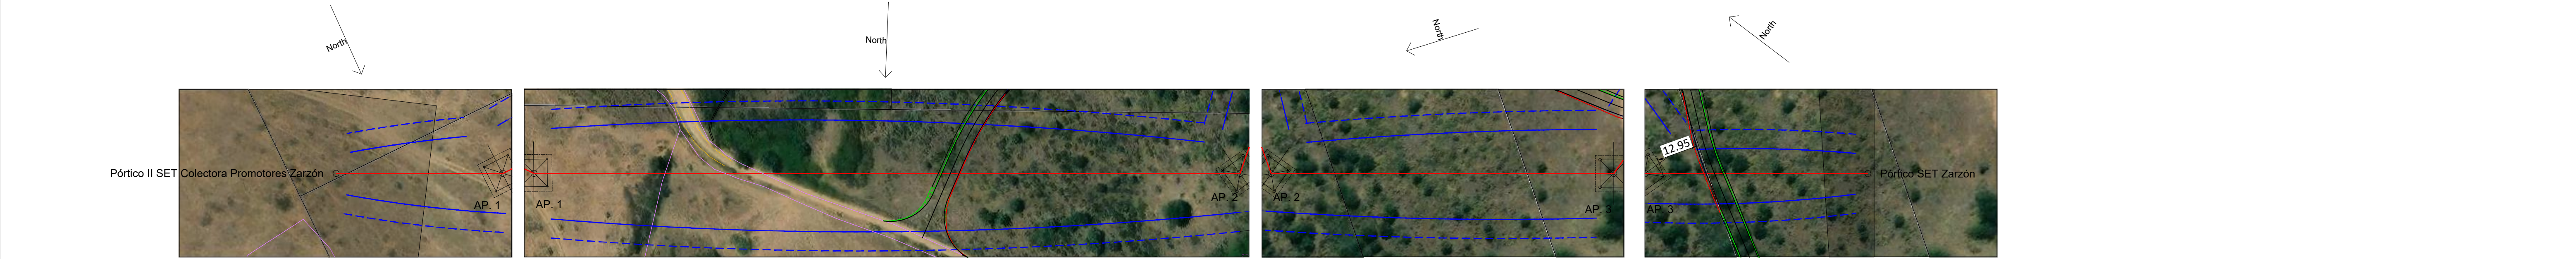 North
North
North
North
Pórtico II SET Colectora Promotores Zarzón
AP. 1
AP. 1
AP. 2
AP. 2
AP. 3
AP. 3
12.95
Pórtico SET Zarzón